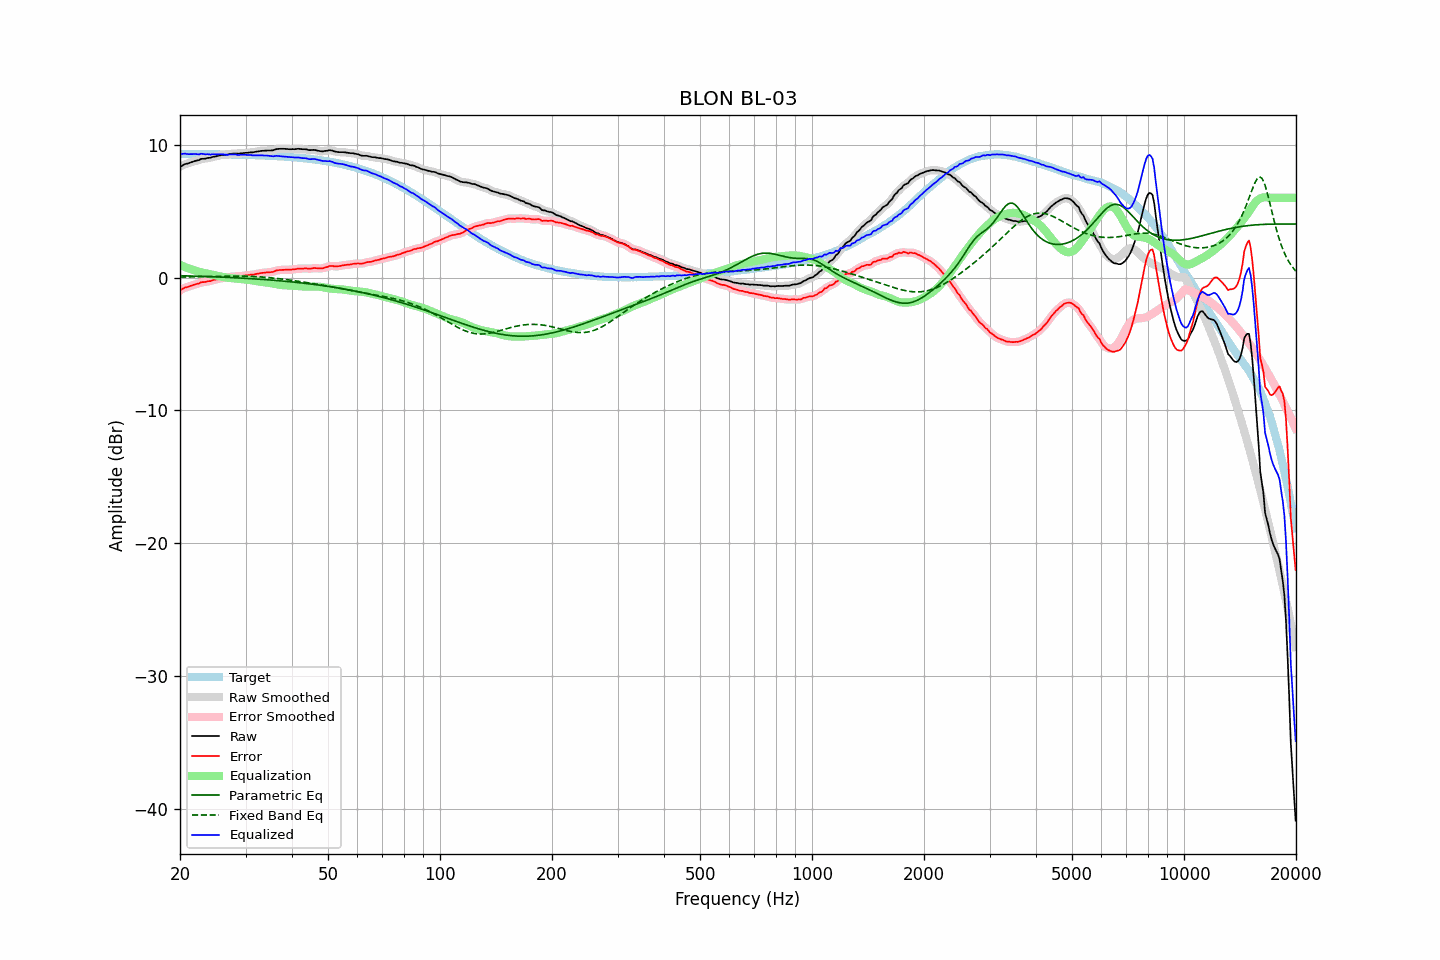 BLON BL-03
10
0
−10
−20
−30
−40
Amplitude (dBr)
Target
Raw Smoothed
Error Smoothed
Raw
Error
Equalization
Parametric Eq
Fixed Band Eq
Equalized
20 50 100 200 500 1000 2000 5000 10000 20000
Frequency (Hz)